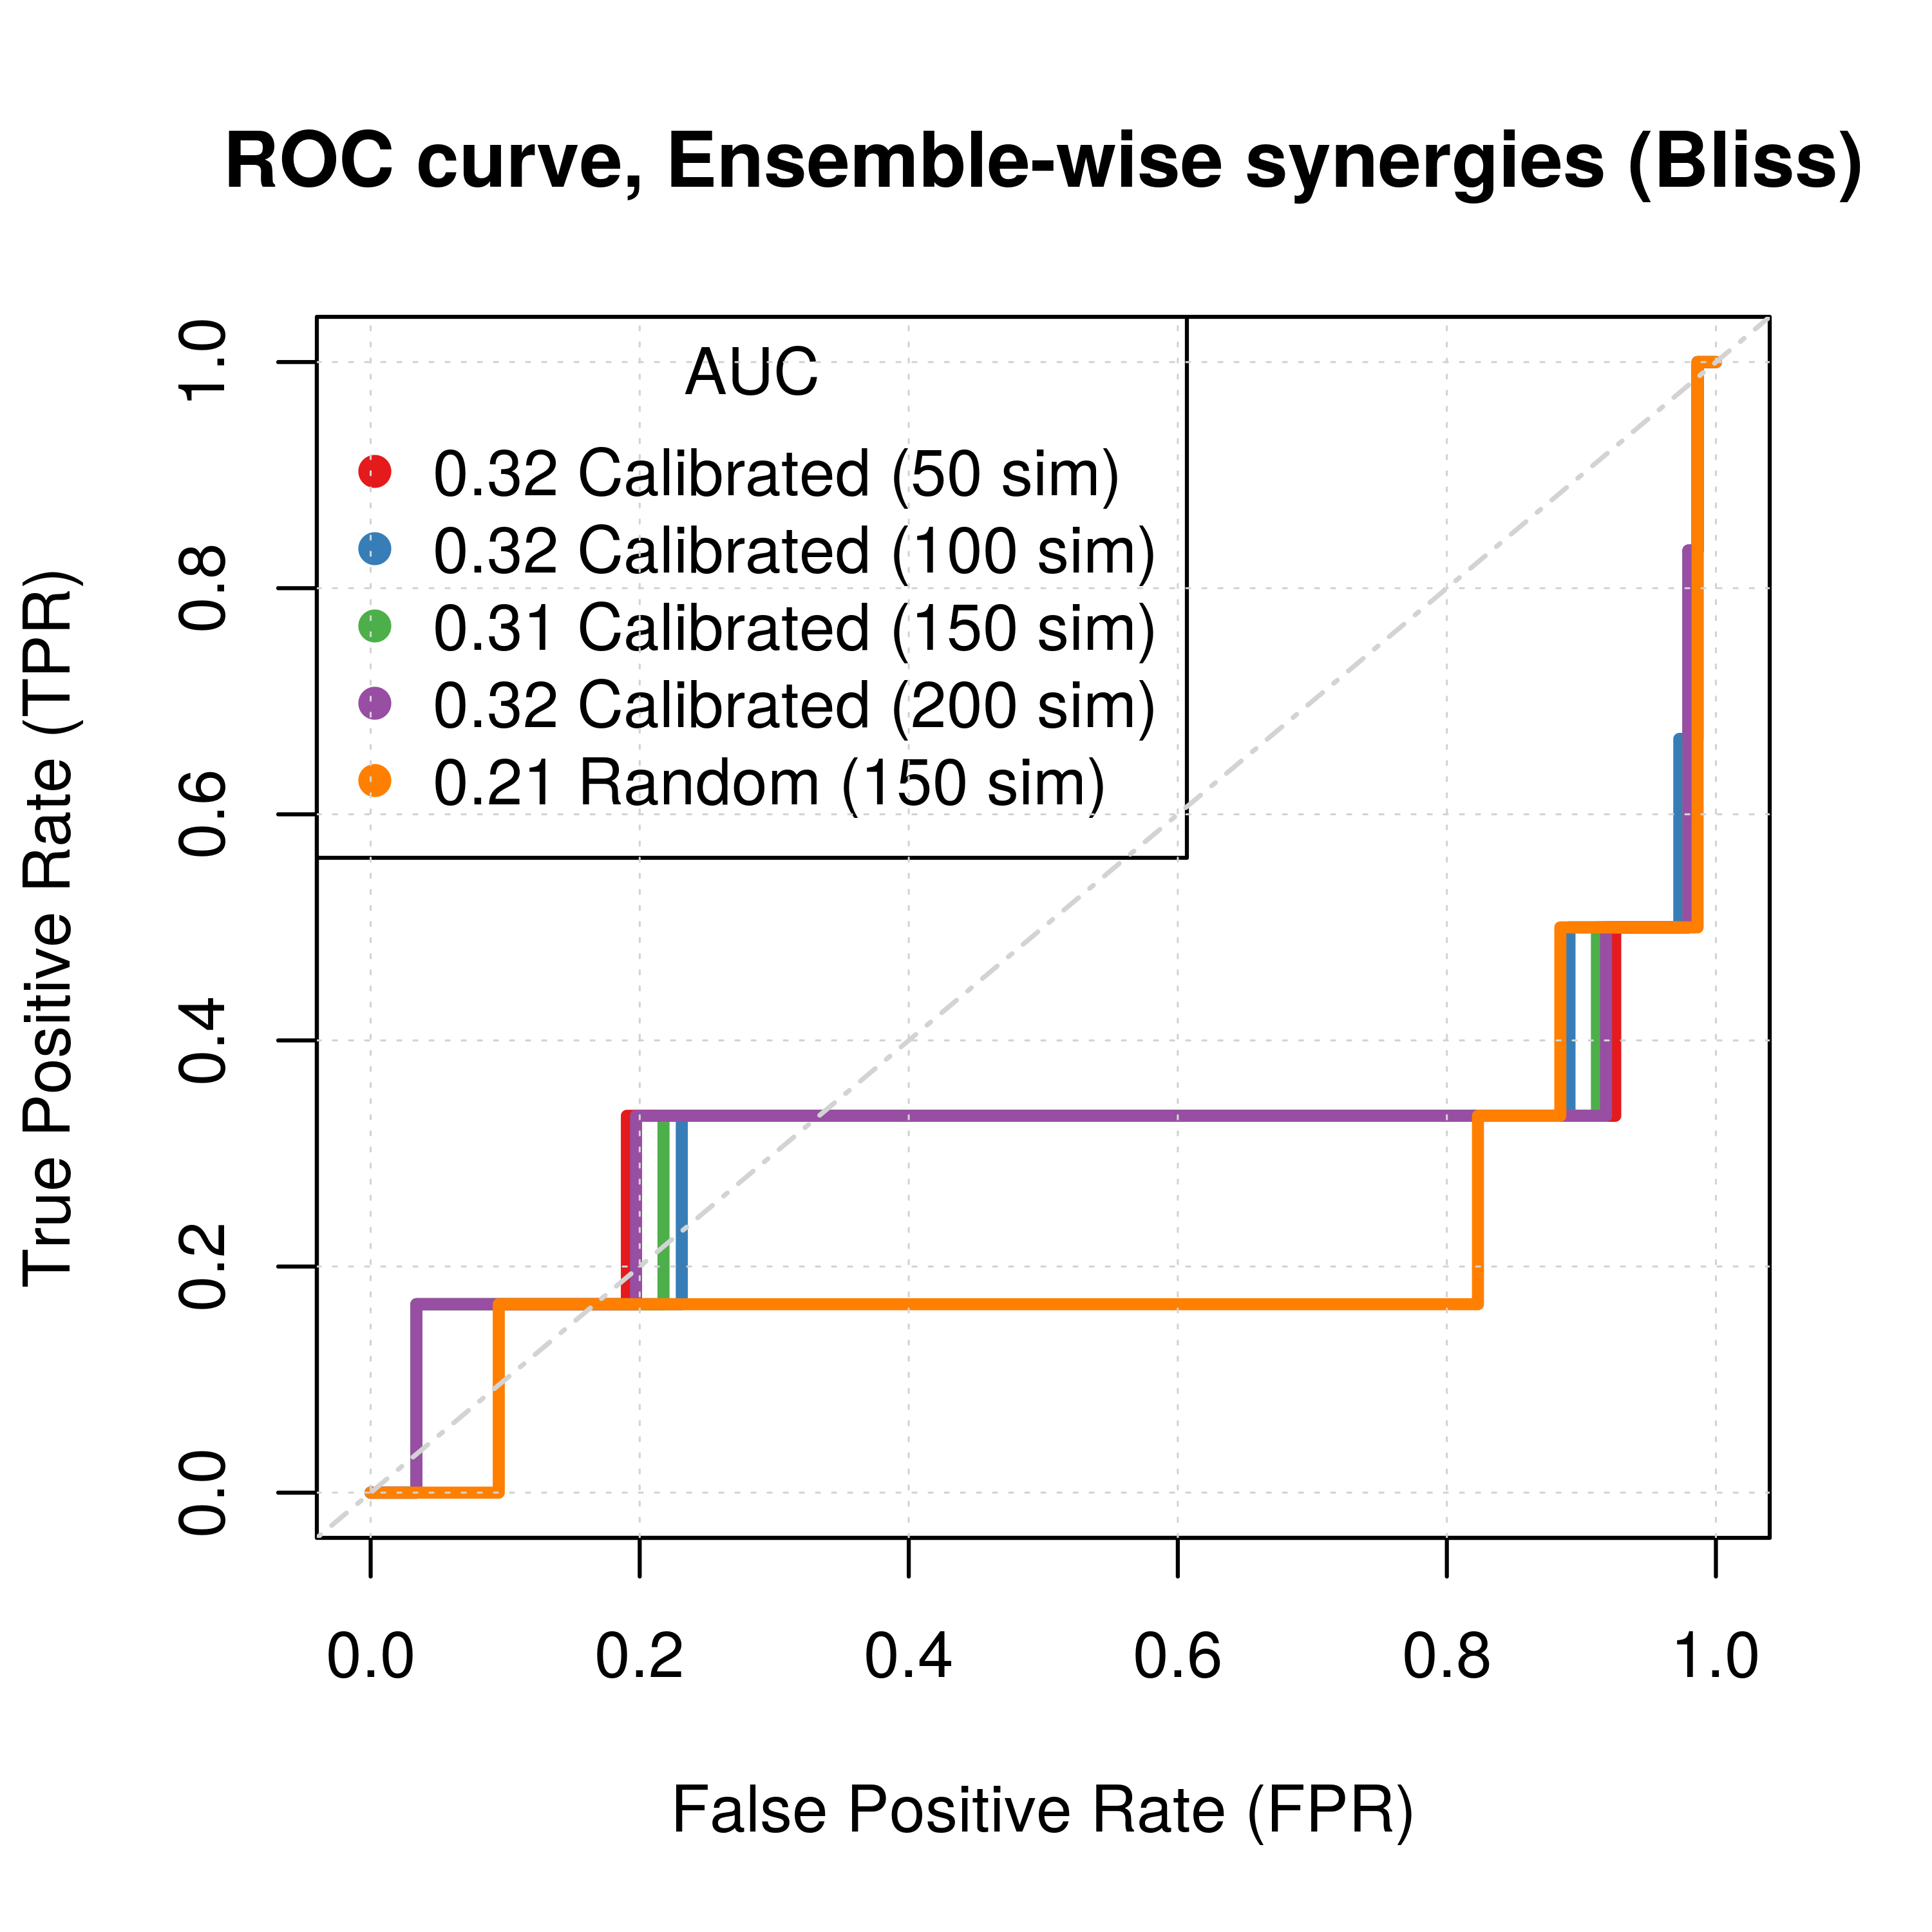 ROC curve, Ensemble-wise synergies (Bliss)
AUC
0.32 Calibrated (50 sim)
0.32 Calibrated (100 sim)
0.31 Calibrated (150 sim)
0.32 Calibrated (200 sim)
0.21 Random (150 sim)
True Positive Rate (TPR)
1.0
0.8
0.6
0.4
0.2
0.0
0.0 0.2 0.4 0.6 0.8 1.0
False Positive Rate (FPR)